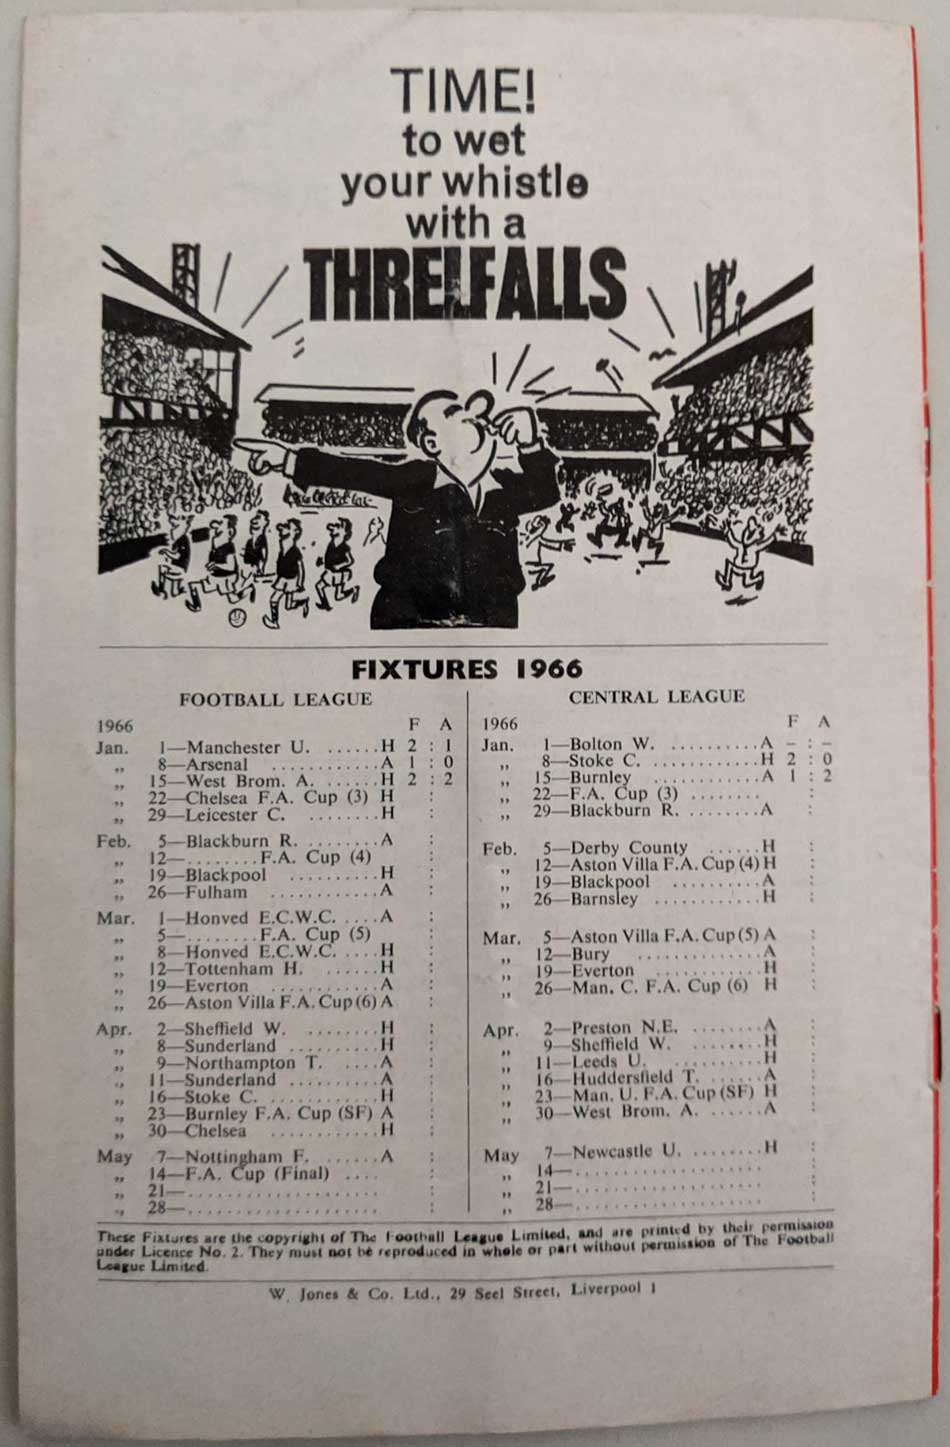 TIME!
to wet
your whistle
with a
THRELFALLS
FIXTURES 1966
FOOTBALL LEAGUE
1966 F A
Jan. 1—Manchester U. ......H 2 : 1
„ 8—Arsenal ............A 1 : 0
„ 15—West Brom. A. ......H 2 : 2
„ 22—Chelsea F.A. Cup (3) H :
„ 29—Leicester C. ........H :
Feb. 5—Blackburn R. ........A :
„ 12—........F.A. Cup (4) :
„ 19—Blackpool ..........H :
„ 26—Fulham ............A :
Mar. 1—Honved E.C.W.C. ....A :
„ 5—........F.A. Cup (5) :
„ 8—Honved E.C.W.C. ....H :
„ 12—Tottenham H. ......H :
„ 19—Everton ............A :
„ 26—Aston Villa F.A. Cup (6) A :
Apr. 2—Sheffield W. ........H :
„ 8—Sunderland ..........H :
„ 9—Northampton T. ....A :
„ 11—Sunderland ..........A :
„ 16—Stoke C. ............H :
„ 23—Burnley F.A. Cup (SF) A :
„ 30—Chelsea ............H :
May 7—Nottingham F. ......A :
„ 14—F.A. Cup (Final) .... :
„ 21—.................... :
„ 28—.................... :
CENTRAL LEAGUE
1966 F A
Jan. 1—Bolton W. ..........A – : –
„ 8—Stoke C. ............H 2 : 0
„ 15—Burnley ............A 1 : 2
„ 22—F.A. Cup (3) ........ :
„ 29—Blackburn R. ........A :
Feb. 5—Derby County ......H :
„ 12—Aston Villa F.A. Cup (4) H :
„ 19—Blackpool ..........A :
„ 26—Barnsley ............H :
Mar. 5—Aston Villa F.A. Cup (5) A :
„ 12—Bury ............A :
„ 19—Everton ............H :
„ 26—Man. C. F.A. Cup (6) H :
Apr. 2—Preston N.E. ........A :
„ 9—Sheffield W. ........H :
„ 11—Leeds U. ..........H :
„ 16—Huddersfield T. ......A :
„ 23—Man. U. F.A. Cup (SF) H :
„ 30—West Brom. A. ......A :
May 7—Newcastle U. ........H :
„ 14—.................... :
„ 21—.................... :
„ 28—.................... :
These Fixtures are the copyright of The Football League Limited, and are printed by their permission
under Licence No. 2. They must not be reproduced in whole or part without permission of The Football
League Limited.
W. Jones & Co. Ltd., 29 Seel Street, Liverpool 1